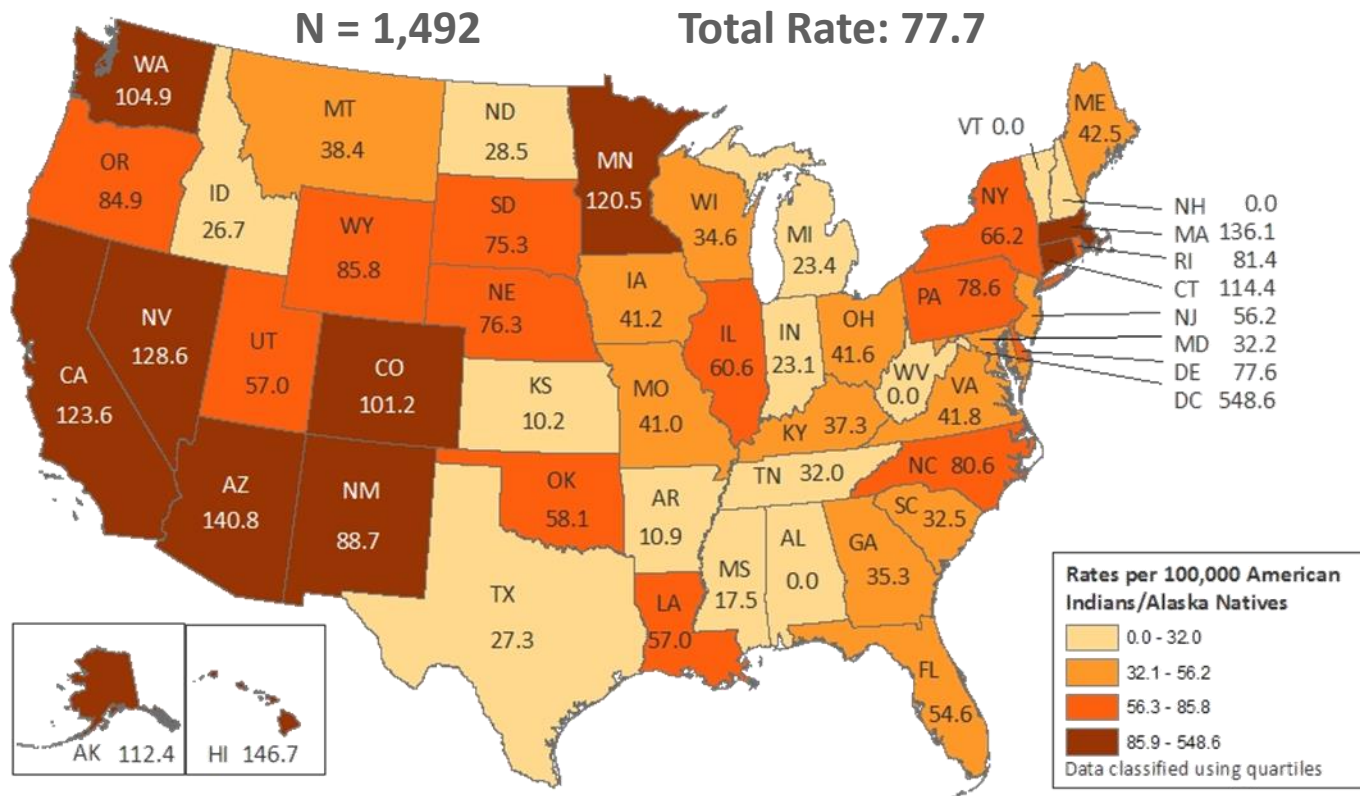 N = 1,492 Total Rate: 77.7
WA
104.9
MT
38.4
ND
28.5
MN
120.5
ME
42.5
VT 0.0
OR
84.9
ID
26.7
WY
85.8
SD
75.3
WI
34.6
MI
23.4
NY
66.2
NH 0.0
MA 136.1
RI 81.4
CT 114.4
NJ 56.2
MD 32.2
DE 77.6
DC 548.6
CA
123.6
NV
128.6
UT
57.0
CO
101.2
NE
76.3
IA
41.2
IL
60.6
IN
23.1
OH
41.6
PA 78.6
WV
0.0
VA
41.8
KS
10.2
MO
41.0
KY 37.3
AZ
140.8
NM
88.7
OK
58.1
AR
10.9
TN 32.0
NC 80.6
SC
32.5
TX
27.3
LA
57.0
MS
17.5
AL
0.0
GA
35.3
FL
54.6
AK 112.4
HI 146.7
Rates per 100,000 American
Indians/Alaska Natives
0.0 - 32.0
32.1 - 56.2
56.3 - 85.8
85.9 - 548.6
Data classified using quartiles